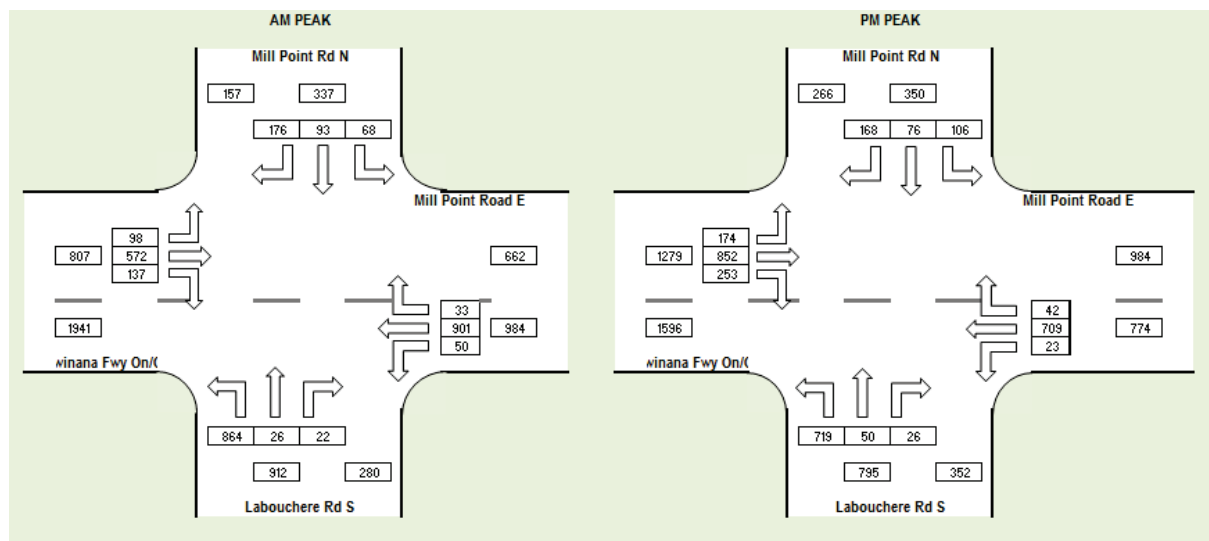 AM PEAK
Mill Point Rd N
157 337
176 93 68
Mill Point Road E
98
807 572 662
137
33
1941 901 984
50
winana Fwy On/(
864 26 22
912 280
Labouchere Rd S
PM PEAK
Mill Point Rd N
266 350
168 76 106
Mill Point Road E
174
1279 852 984
253
42
1596 709 774
23
winana Fwy On/(
719 50 26
795 352
Labouchere Rd S